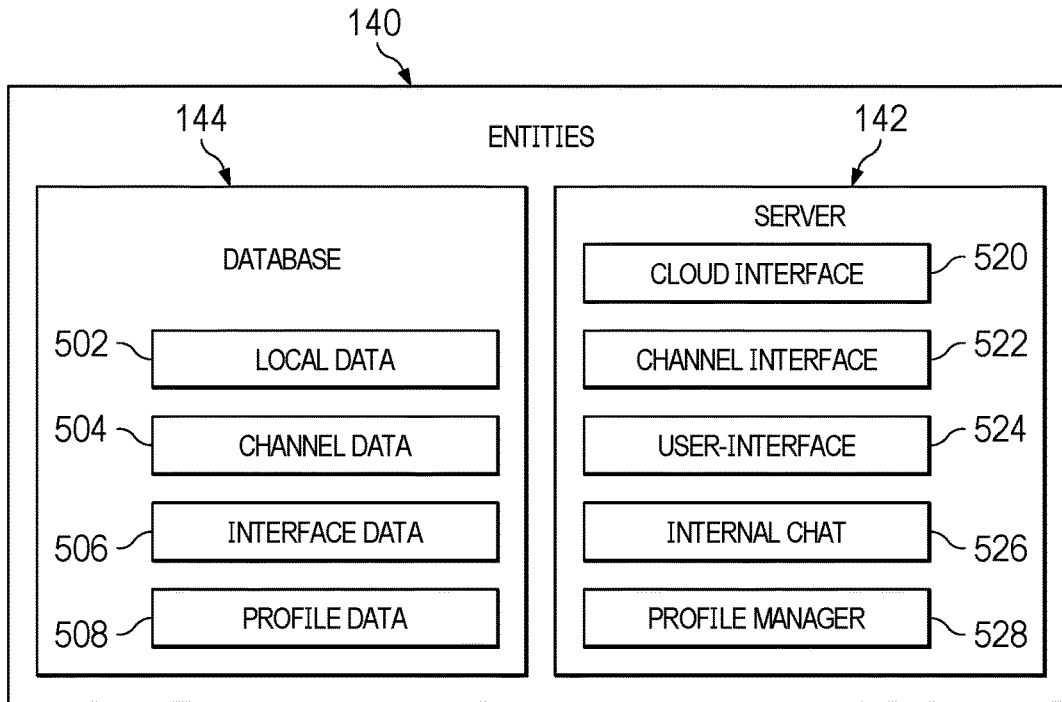 140
ENTITIES
144
DATABASE
502
LOCAL DATA
504
CHANNEL DATA
506
INTERFACE DATA
508
PROFILE DATA
142
SERVER
CLOUD INTERFACE
520
CHANNEL INTERFACE
522
USER-INTERFACE
524
INTERNAL CHAT
526
PROFILE MANAGER
528